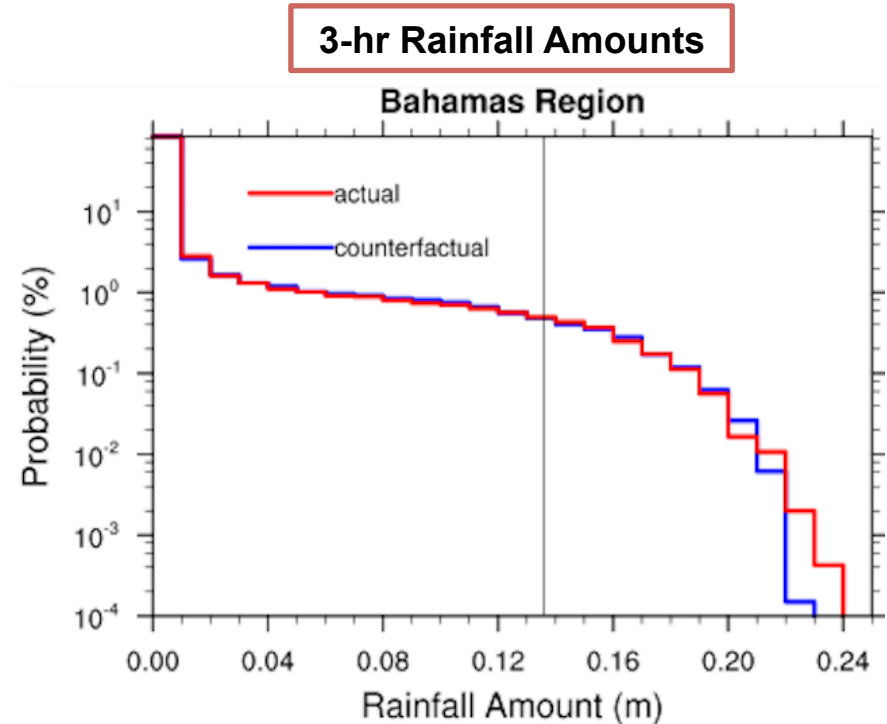 3-hr Rainfall Amounts
Bahamas Region
actual
counterfactual
10¹
10⁰
10⁻¹
10⁻²
10⁻³
10⁻⁴
Probability (%)
0.00 0.04 0.08 0.12 0.16 0.20 0.24
Rainfall Amount (m)